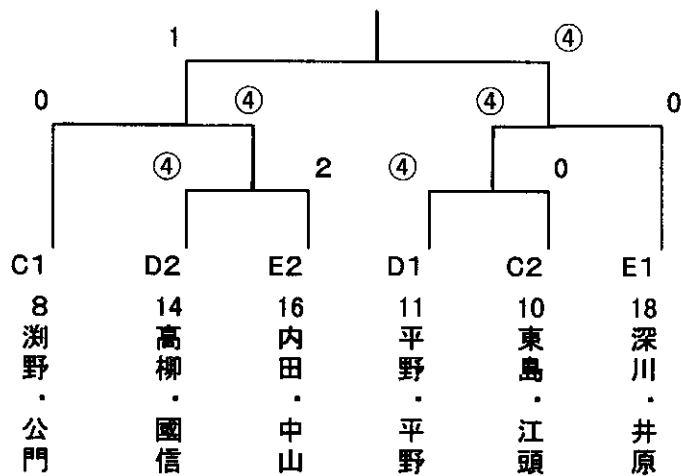 1 ④
0 ④ ④ 0
④ 2 ④ 0
C1 D2 E2 D1 C2 E1
8 14 16 11 10 18
渕野・公門
高柳・國信
内田・中山
平野・平野
東島・江頭
深川・井原